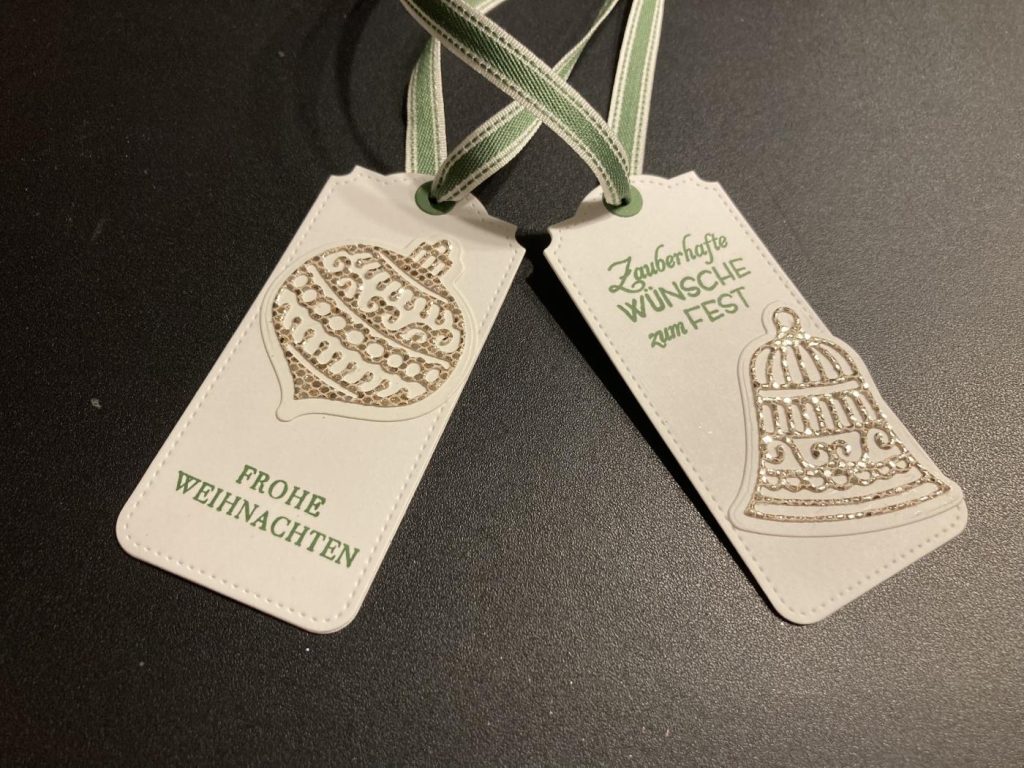 FROHE
WEIHNACHTEN
Zauberhafte
WÜNSCHE
zum FEST